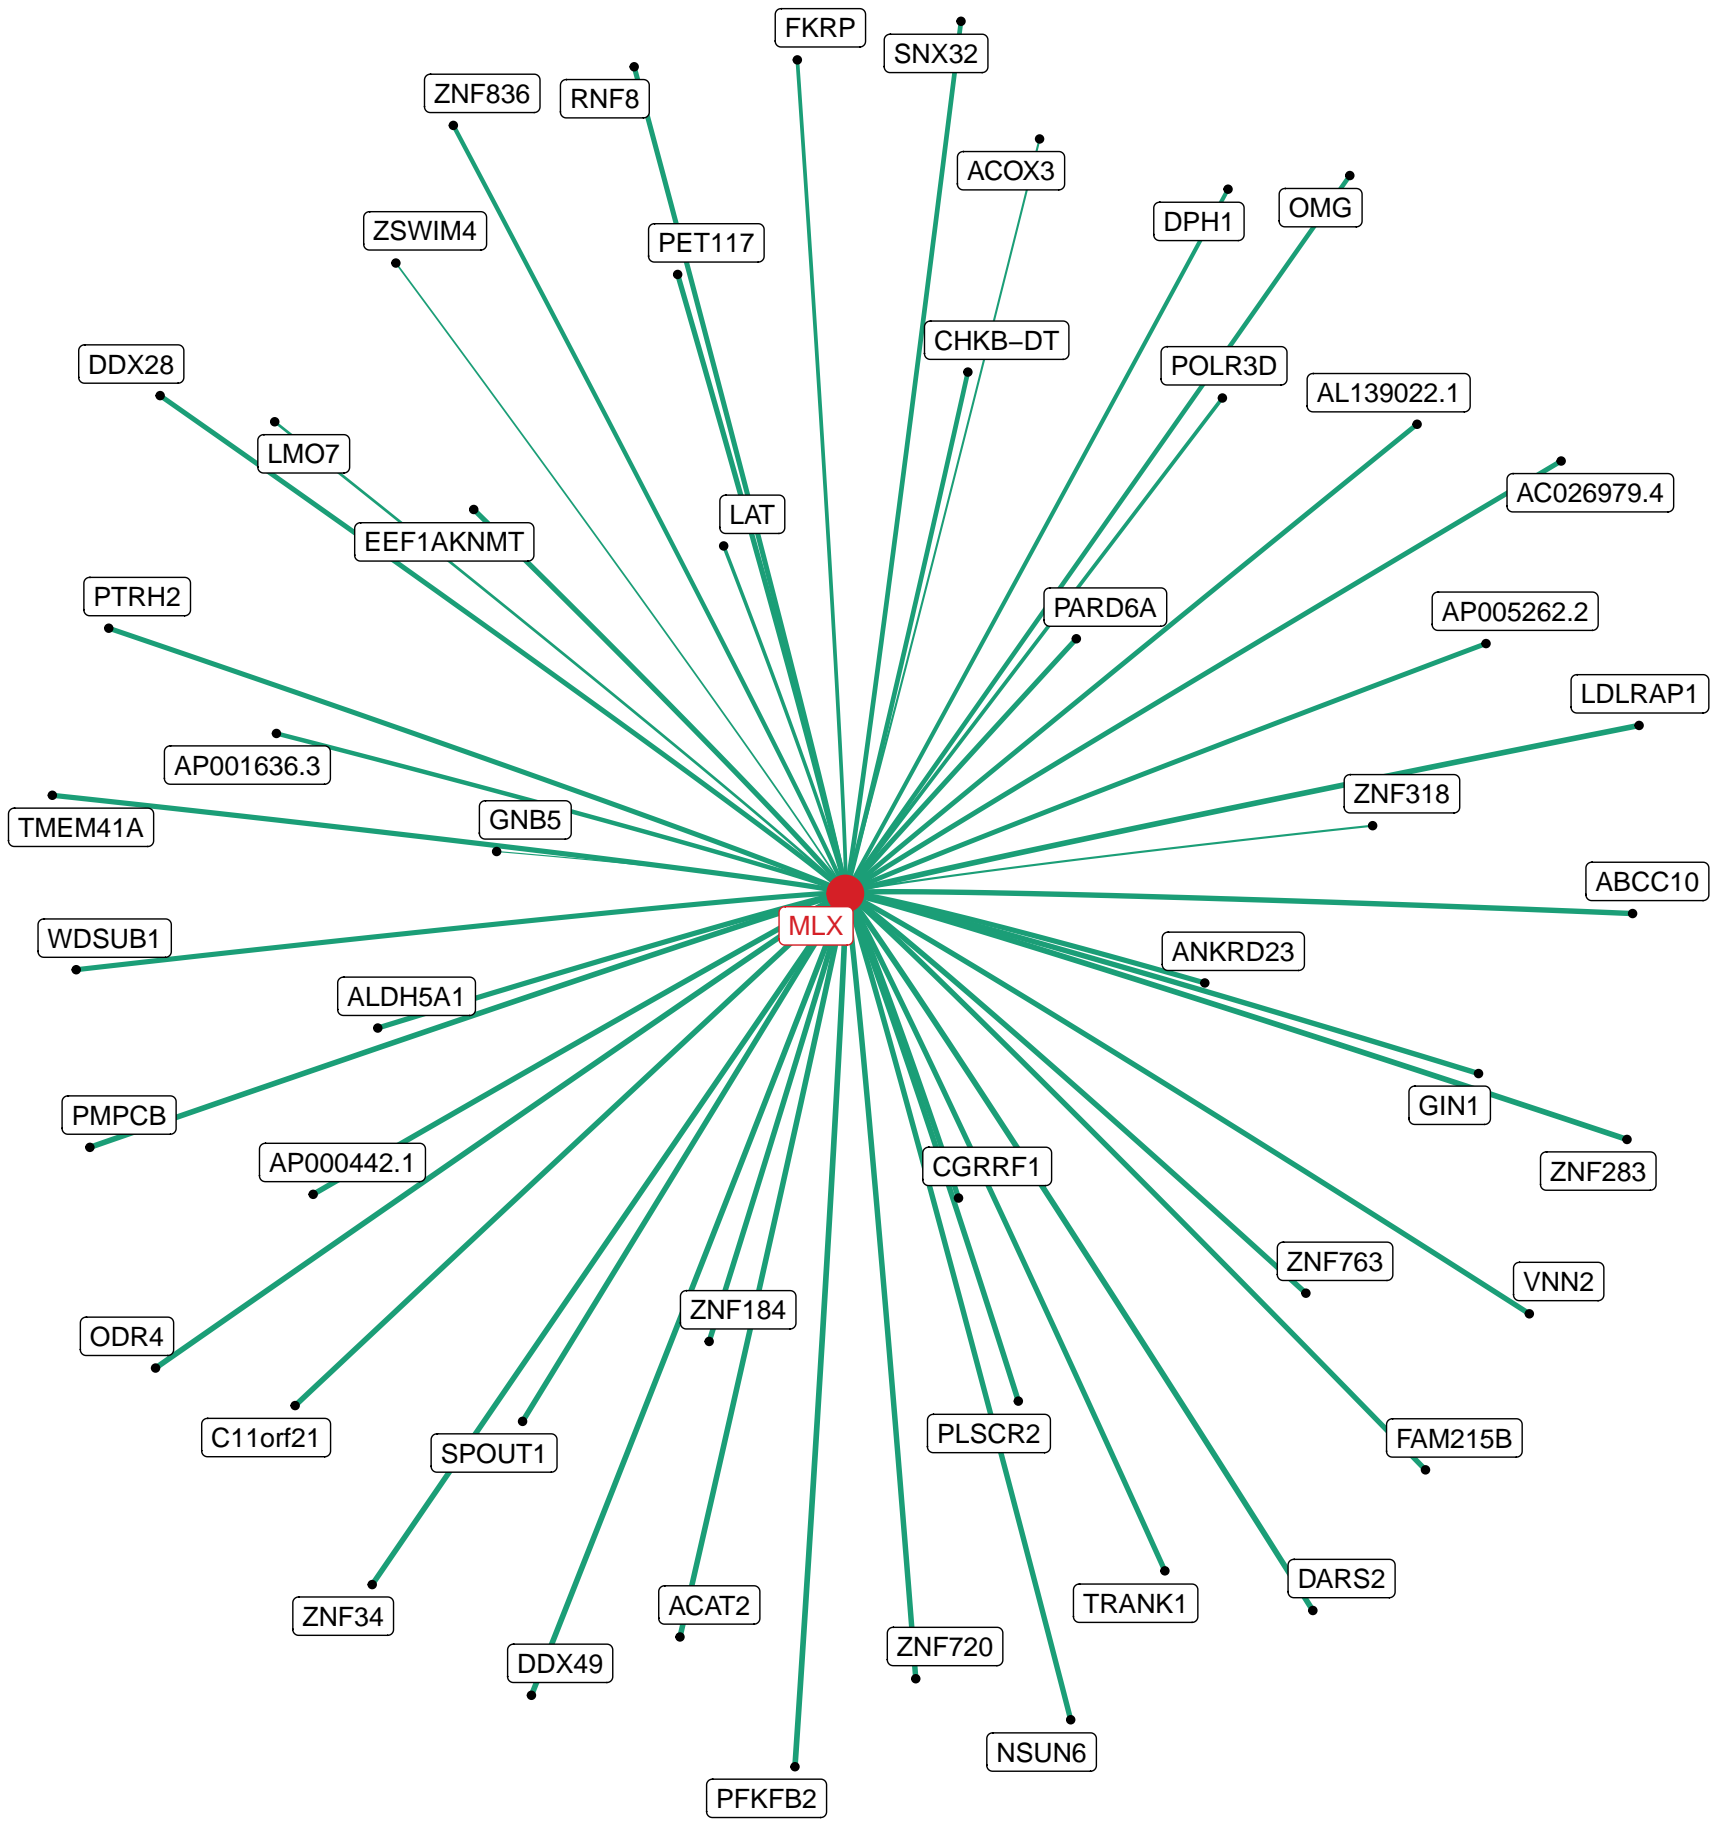 FKRP
SNX32
ZNF836
RNF8
ACOX3
OMG
DPH1
ZSWIM4
PET117
CHKB−DT
DDX28
POLR3D
AL139022.1
LMO7
AC026979.4
LAT
EEF1AKNMT
PTRH2
PARD6A
AP005262.2
LDLRAP1
AP001636.3
ZNF318
GNB5
TMEM41A
ABCC10
MLX
WDSUB1
ANKRD23
ALDH5A1
GIN1
PMPCB
AP000442.1
CGRRF1
ZNF283
ZNF763
VNN2
ZNF184
ODR4
PLSCR2
C11orf21
FAM215B
SPOUT1
DARS2
TRANK1
ACAT2
ZNF34
ZNF720
DDX49
NSUN6
PFKFB2